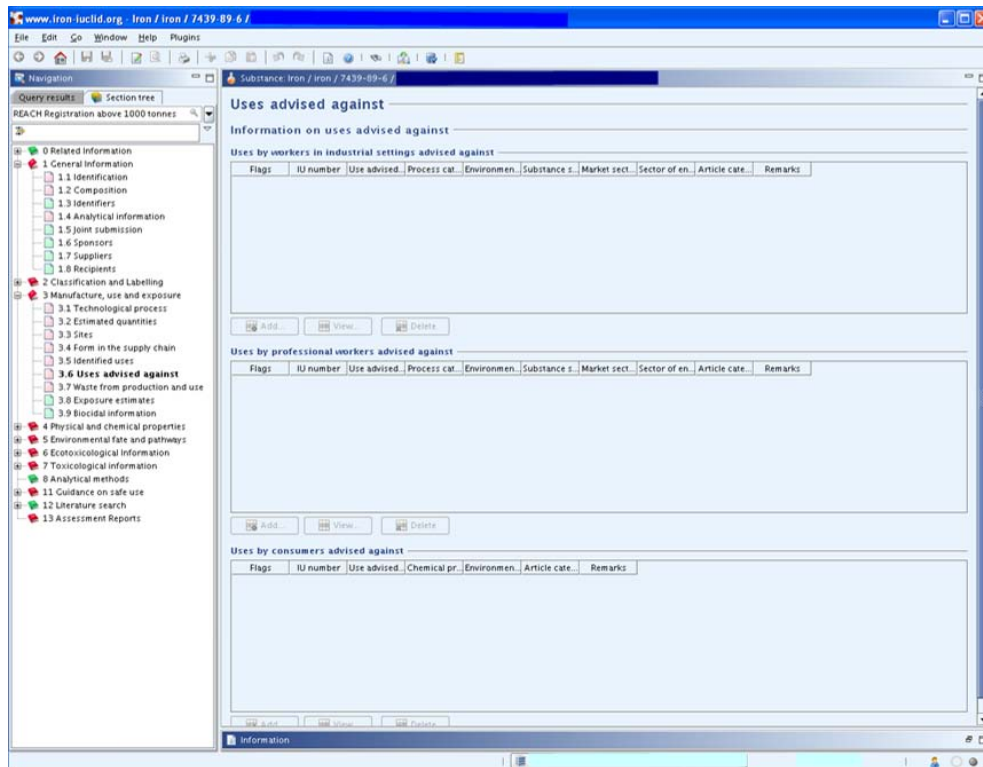 www.iron-iuclid.org - Iron / iron / 7439-89-6 /
File Edit Go Window Help Plugins
Navigation
Query results Section tree
REACH Registration above 1000 tonnes
0 Related Information
1 General Information
1.1 Identification
1.2 Composition
1.3 Identifiers
1.4 Analytical information
1.5 Joint submission
1.6 Sponsors
1.7 Suppliers
1.8 Recipients
2 Classification and Labelling
3 Manufacture, use and exposure
3.1 Technological process
3.2 Estimated quantities
3.3 Sites
3.4 Form in the supply chain
3.5 Identified uses
3.6 Uses advised against
3.7 Waste from production and use
3.8 Exposure estimates
3.9 Biocidal information
4 Physical and chemical properties
5 Environmental fate and pathways
6 Ecotoxicological Information
7 Toxicological information
8 Analytical methods
11 Guidance on safe use
12 Literature search
13 Assessment Reports
Substance: Iron / iron / 7439-89-6 /
Uses advised against
Information on uses advised against
Uses by workers in industrial settings advised against
Flags IU number Use advised... Process cat... Environmen... Substance s... Market sect... Sector of en... Article cate... Remarks
Add... View... Delete
Uses by professional workers advised against
Flags IU number Use advised... Process cat... Environmen... Substance s... Market sect... Sector of en... Article cate... Remarks
Add... View... Delete
Uses by consumers advised against
Flags IU number Use advised... Chemical pr... Environmen... Article cate... Remarks
Add... View... Delete
Information